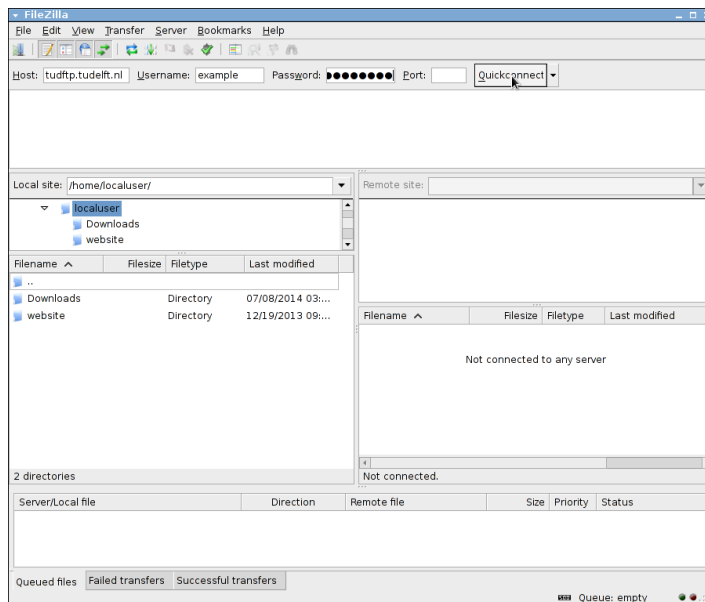 FileZilla
File Edit View Transfer Server Bookmarks Help
Host: tudftp.tudelft.nl Username: example Password: ●●●●●●●● Port: Quickconnect
Local site: /home/localuser/
localuser
Downloads
website
Filename Filesize Filetype Last modified
..
Downloads Directory 07/08/2014 03:...
website Directory 12/19/2013 09:...
2 directories
Remote site:
Filename Filesize Filetype Last modified
Not connected to any server
Not connected.
Server/Local file Direction Remote file Size Priority Status
Queued files Failed transfers Successful transfers
Queue: empty